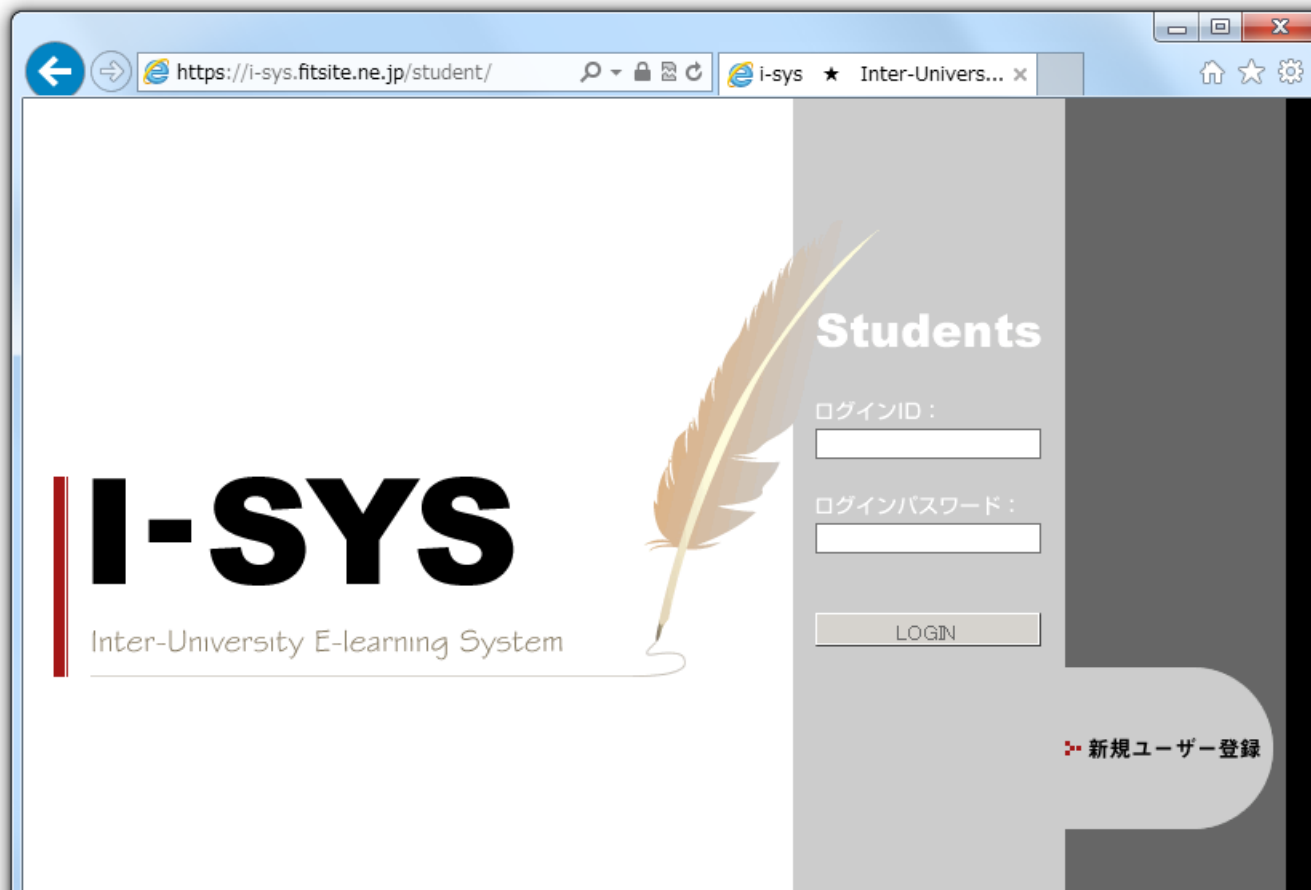 https://i-sys.fitsite.ne.jp/student/
i-sys ★ Inter-Univers...
Students
ログインID：
ログインパスワード：
LOGIN
I-SYS
Inter-University E-learning System
新規ユーザー登録